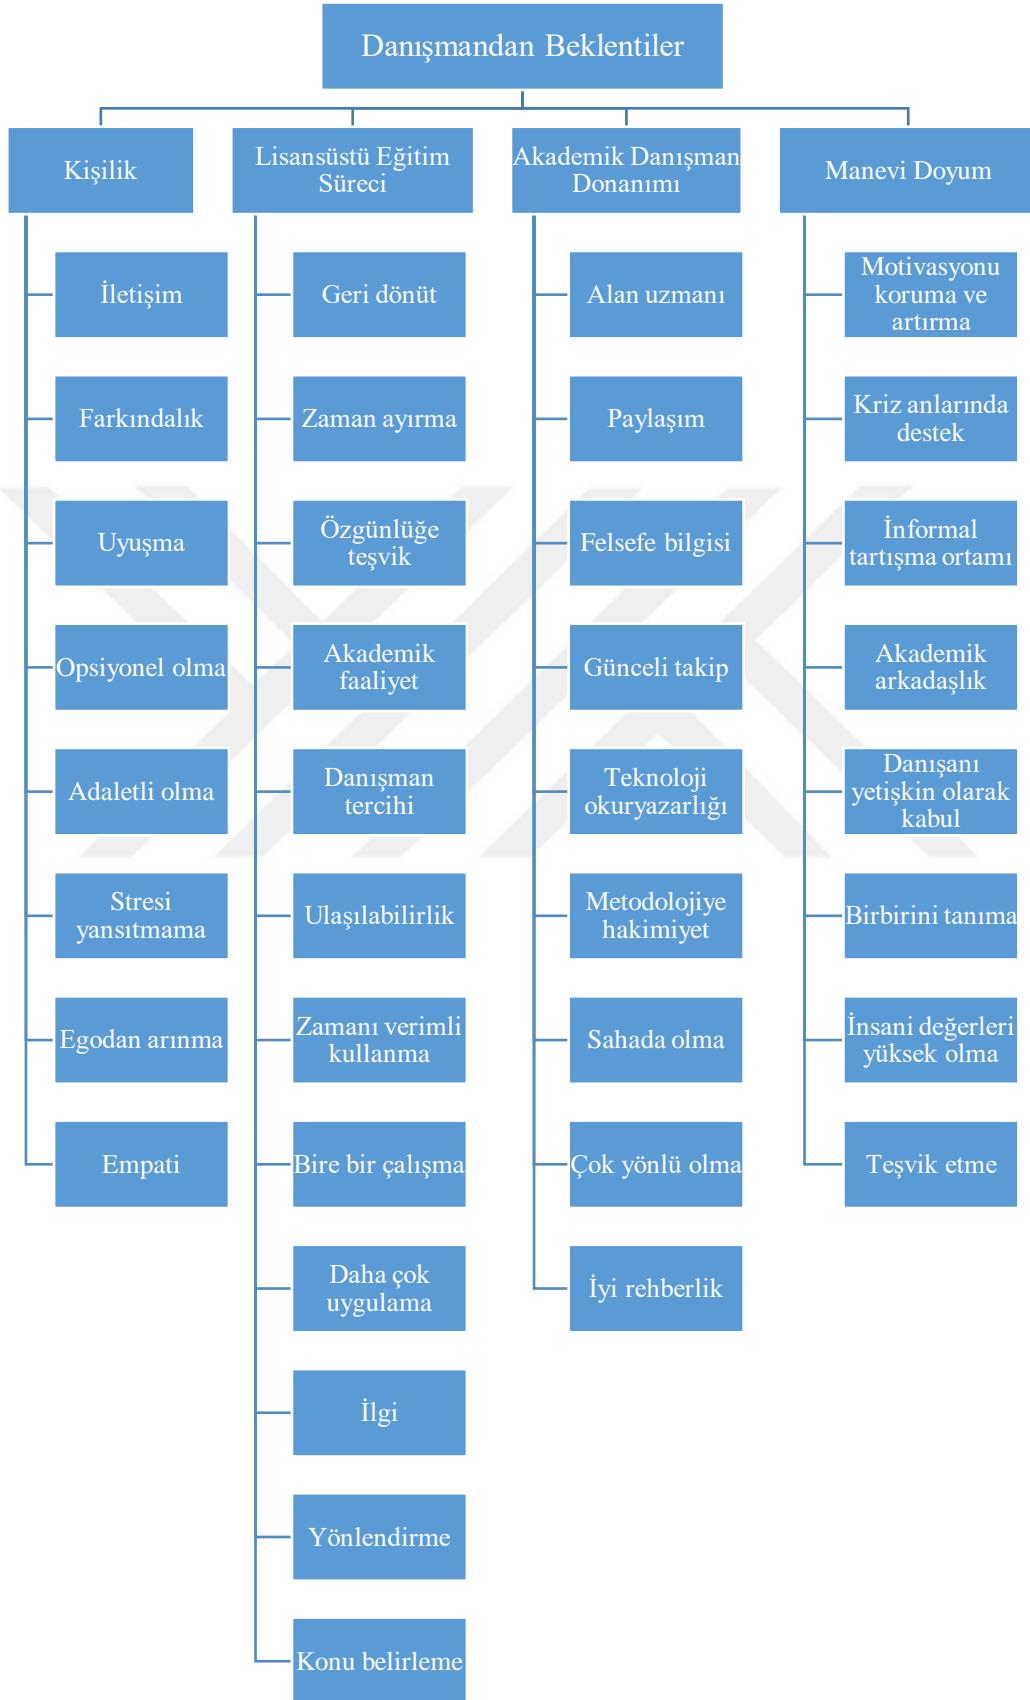 Danışmandan Beklentiler
Kişilik
İletişim
Farkındalık
Uyuşma
Opsiyonel olma
Adaletli olma
Stresi
yansıtmama
Egodan arınma
Empati
Lisansüstü Eğitim
Süreci
Geri dönüt
Zaman ayırma
Özgünlüğe
teşvik
Akademik
faaliyet
Danışman
tercihi
Ulaşılabilirlik
Zamanı verimli
kullanma
Bire bir çalışma
Daha çok
uygulama
İlgi
Yönlendirme
Konu belirleme
Akademik Danışman
Donanımı
Alan uzmanı
Paylaşım
Felsefe bilgisi
Günceli takip
Teknoloji
okuryazarlığı
Metodolojiye
hakimiyet
Sahada olma
Çok yönlü olma
İyi rehberlik
Manevi Doyum
Motivasyonu
koruma ve
artırma
Kriz anlarında
destek
İnformal
tartışma ortamı
Akademik
arkadaşlık
Danışanı
yetişkin olarak
kabul
Birbirini tanıma
İnsani değerleri
yüksek olma
Teşvik etme